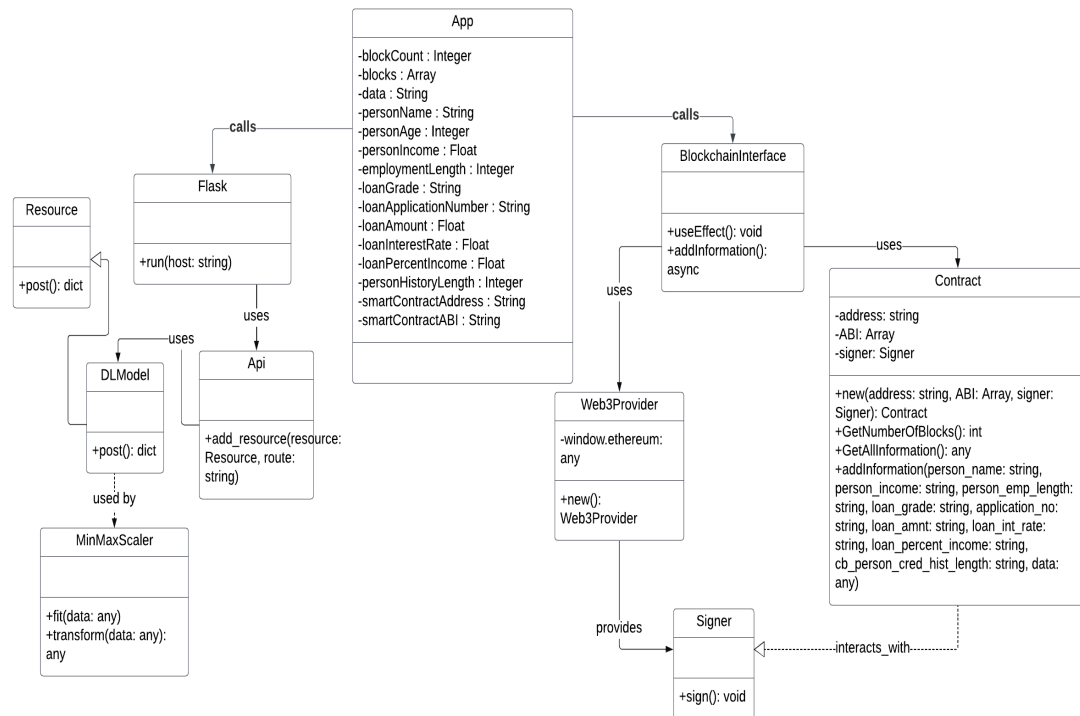 App
-blockCount : Integer
-blocks : Array
-data : String
-personName : String
-personAge : Integer
-personIncome : Float
-employmentLength : Integer
-loanGrade : String
-loanApplicationNumber : String
-loanAmount : Float
-loanInterestRate : Float
-loanPercentIncome : Float
-personHistoryLength : Integer
-smartContractAddress : String
-smartContractABI : String
calls
calls
Flask
+run(host: string)
Resource
+post(): dict
uses
uses
DLModel
+post(): dict
Api
+add_resource(resource:
Resource, route:
string)
used by
MinMaxScaler
+fit(data: any)
+transform(data: any):
any
BlockchainInterface
+useEffect(): void
+addInformation():
async
uses
uses
Web3Provider
-window.ethereum:
any
+new():
Web3Provider
Contract
-address: string
-ABI: Array
-signer: Signer
+new(address: string, ABI: Array, signer:
Signer): Contract
+GetNumberOfBlocks(): int
+GetAllInformation(): any
+addInformation(person_name: string,
person_income: string, person_emp_length:
string, loan_grade: string, application_no:
string, loan_amnt: string, loan_int_rate:
string, loan_percent_income: string,
cb_person_cred_hist_length: string, data:
any)
provides
Signer
+sign(): void
interacts_with